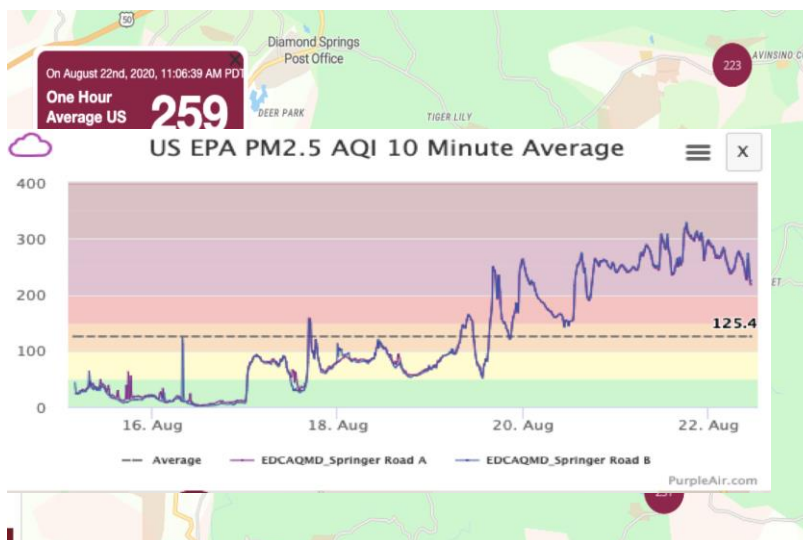 50
Diamond Springs
Post Office
223
AVINSINO CO
On August 22nd, 2020, 11:06:39 AM PDT
One Hour
Average US
259
DEER PARK
TIGER LILY
US EPA PM2.5 AQI 10 Minute Average
X
400
300
200
100
0
125.4
16. Aug
18. Aug
20. Aug
22. Aug
Average
EDCAQMD_Springer Road A
EDCAQMD_Springer Road B
PurpleAir.com
ET